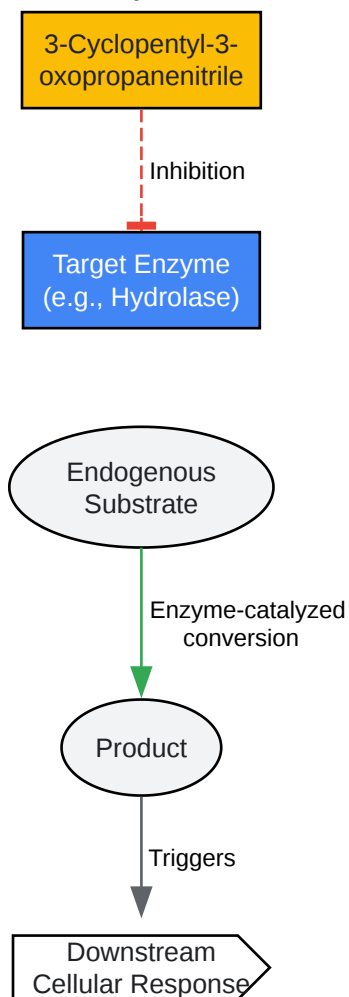 3-Cyclopentyl-3-
oxopropanenitrile
Inhibition
Target Enzyme
(e.g., Hydrolase)
Endogenous
Substrate
Enzyme-catalyzed
conversion
Product
Triggers
Downstream
Cellular Response